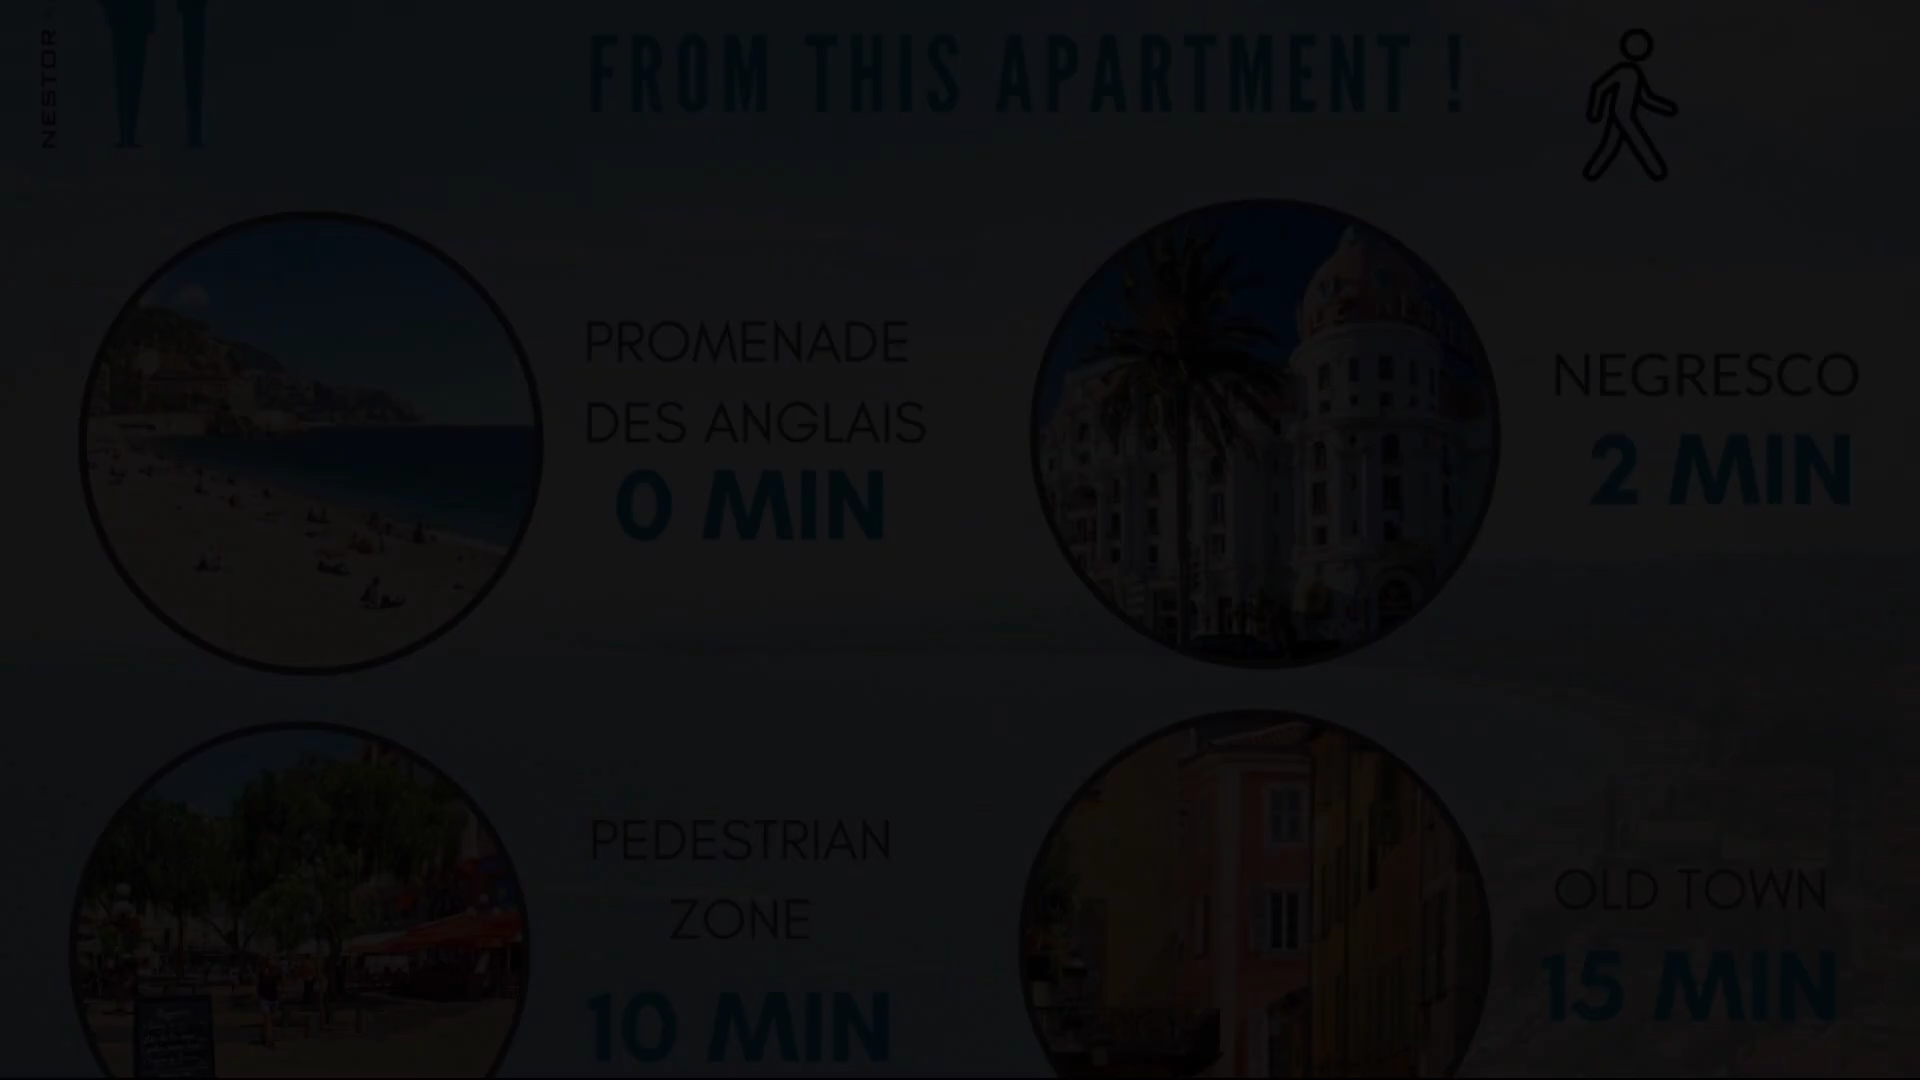 NESTOR
FROM THIS APARTMENT !
PROMENADE
DES ANGLAIS
0 MIN
NEGRESCO
2 MIN
PEDESTRIAN
ZONE
10 MIN
OLD TOWN
15 MIN